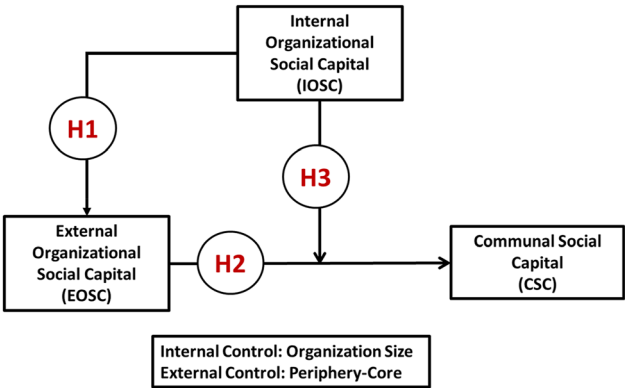 Internal
Organizational
Social Capital
(IOSC)
H1
H3
External
Organizational
Social Capital
(EOSC)
H2
Communal Social
Capital
(CSC)
Internal Control: Organization Size
External Control: Periphery-Core